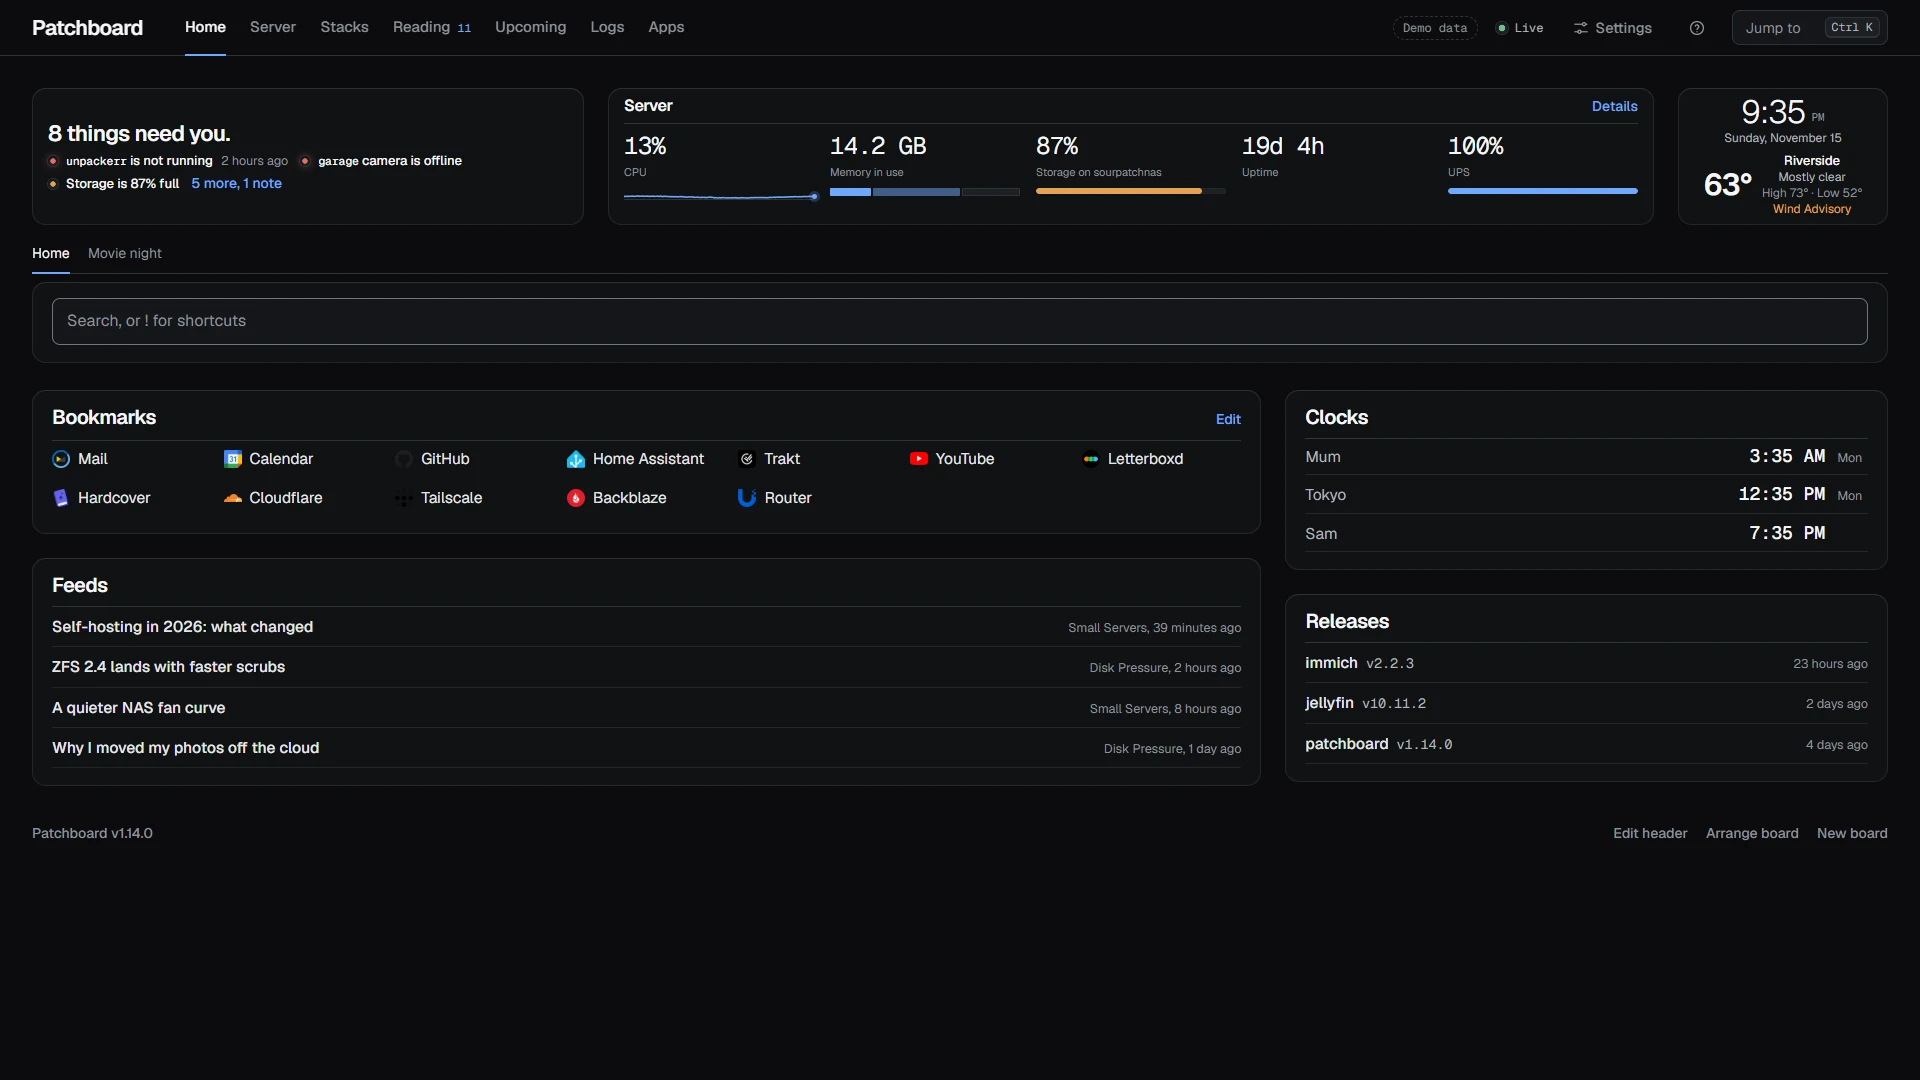 Patchboard Home Server Stacks Reading 11 Upcoming Logs Apps Demo data Live Settings Jump to Ctrl K
8 things need you.
unpackerr is not running 2 hours ago garage camera is offline
Storage is 87% full 5 more, 1 note
Server Details
13% 14.2 GB 87% 19d 4h 100%
CPU Memory in use Storage on sourpatchnas Uptime UPS
9:35 PM
Sunday, November 15
63°
Riverside
Mostly clear
High 73° · Low 52°
Wind Advisory
Home Movie night
Search, or ! for shortcuts
Bookmarks Edit
Mail Calendar GitHub Home Assistant Trakt YouTube Letterboxd
Hardcover Cloudflare Tailscale Backblaze Router
Feeds
Self-hosting in 2026: what changed Small Servers, 39 minutes ago
ZFS 2.4 lands with faster scrubs Disk Pressure, 2 hours ago
A quieter NAS fan curve Small Servers, 8 hours ago
Why I moved my photos off the cloud Disk Pressure, 1 day ago
Clocks
Mum 3:35 AM Mon
Tokyo 12:35 PM Mon
Sam 7:35 PM
Releases
immich v2.2.3 23 hours ago
jellyfin v10.11.2 2 days ago
patchboard v1.14.0 4 days ago
Patchboard v1.14.0 Edit header Arrange board New board